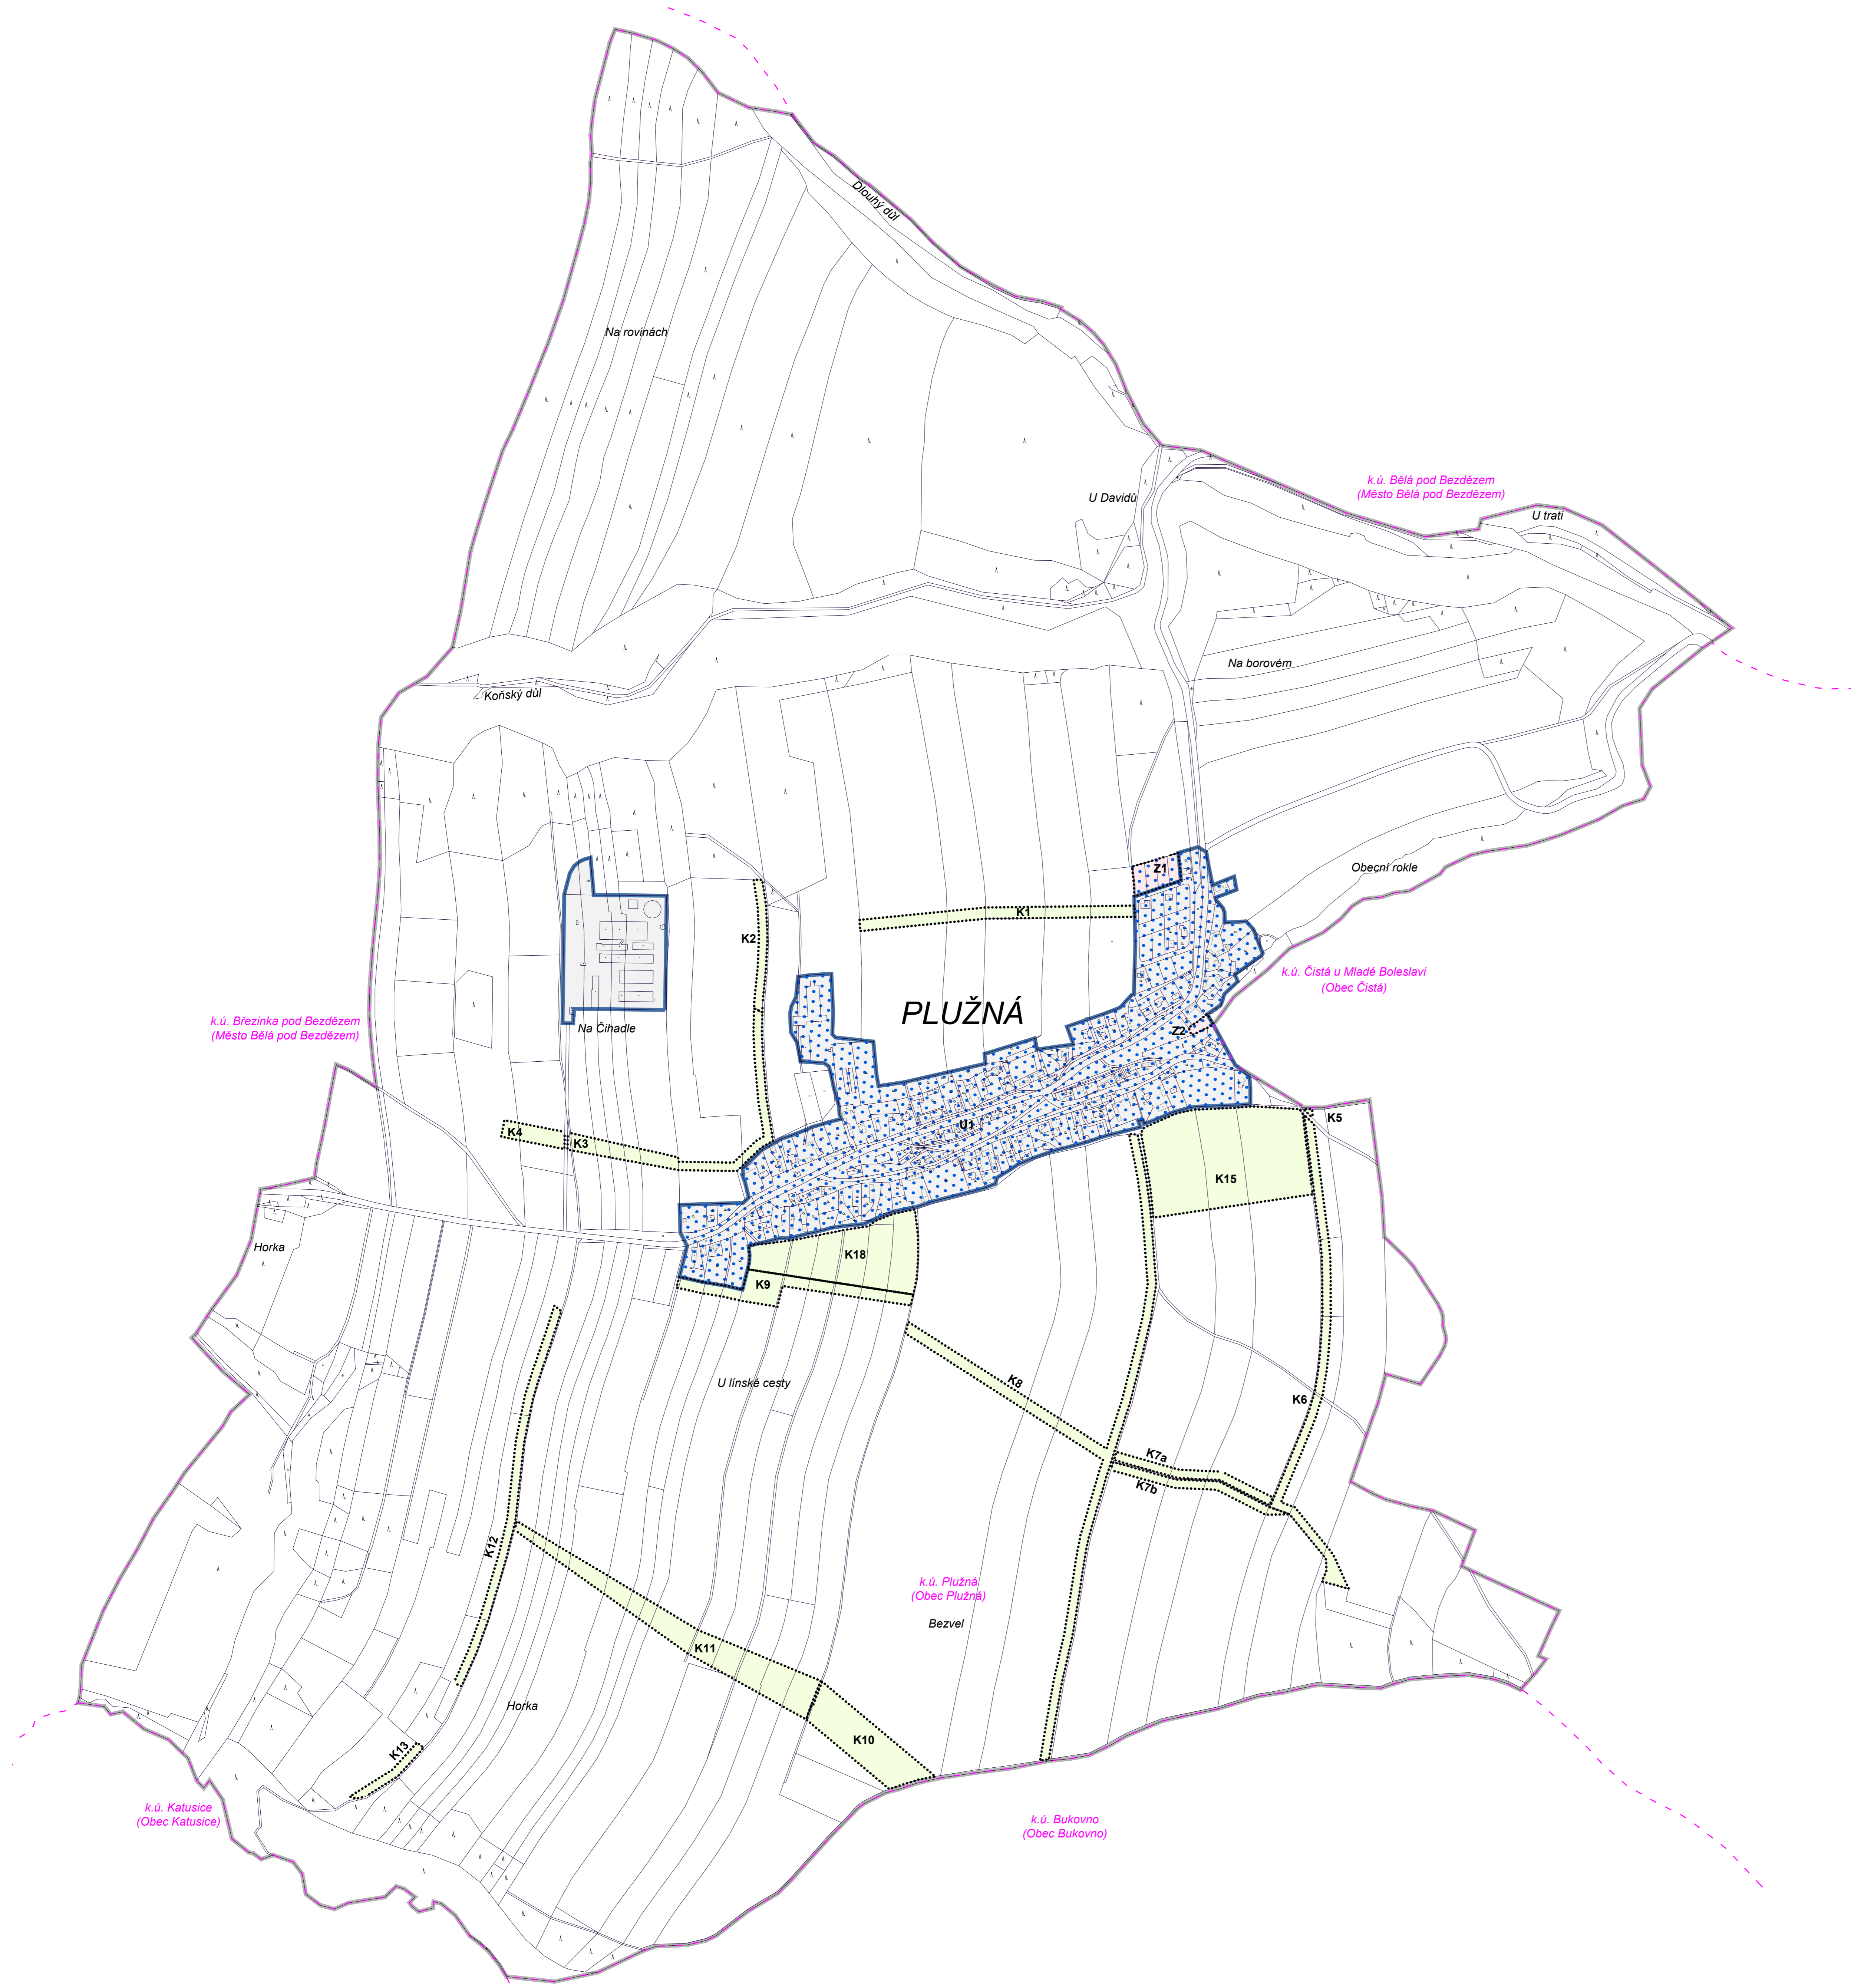 Dlouhý důl
Na rovinách
k.ú. Bělá pod Bezdězem
(Město Bělá pod Bezdězem)
U Davidů
U trati
Na borovém
Koňský důl
Z1
Obecní rokle
K1
K2
k.ú. Čistá u Mladé Boleslavi
(Obec Čistá)
PLUŽNÁ
k.ú. Březinka pod Bezdězem
(Město Bělá pod Bezdězem)
Na Čihadle
Z2
K5
U1
K4
K3
K15
Horka
K18
K9
U línské cesty
K8
K6
K7a
K7b
K12
k.ú. Plužná
(Obec Plužná)
Bezvel
K11
Horka
K10
K13
k.ú. Katusice
(Obec Katusice)
k.ú. Bukovno
(Obec Bukovno)